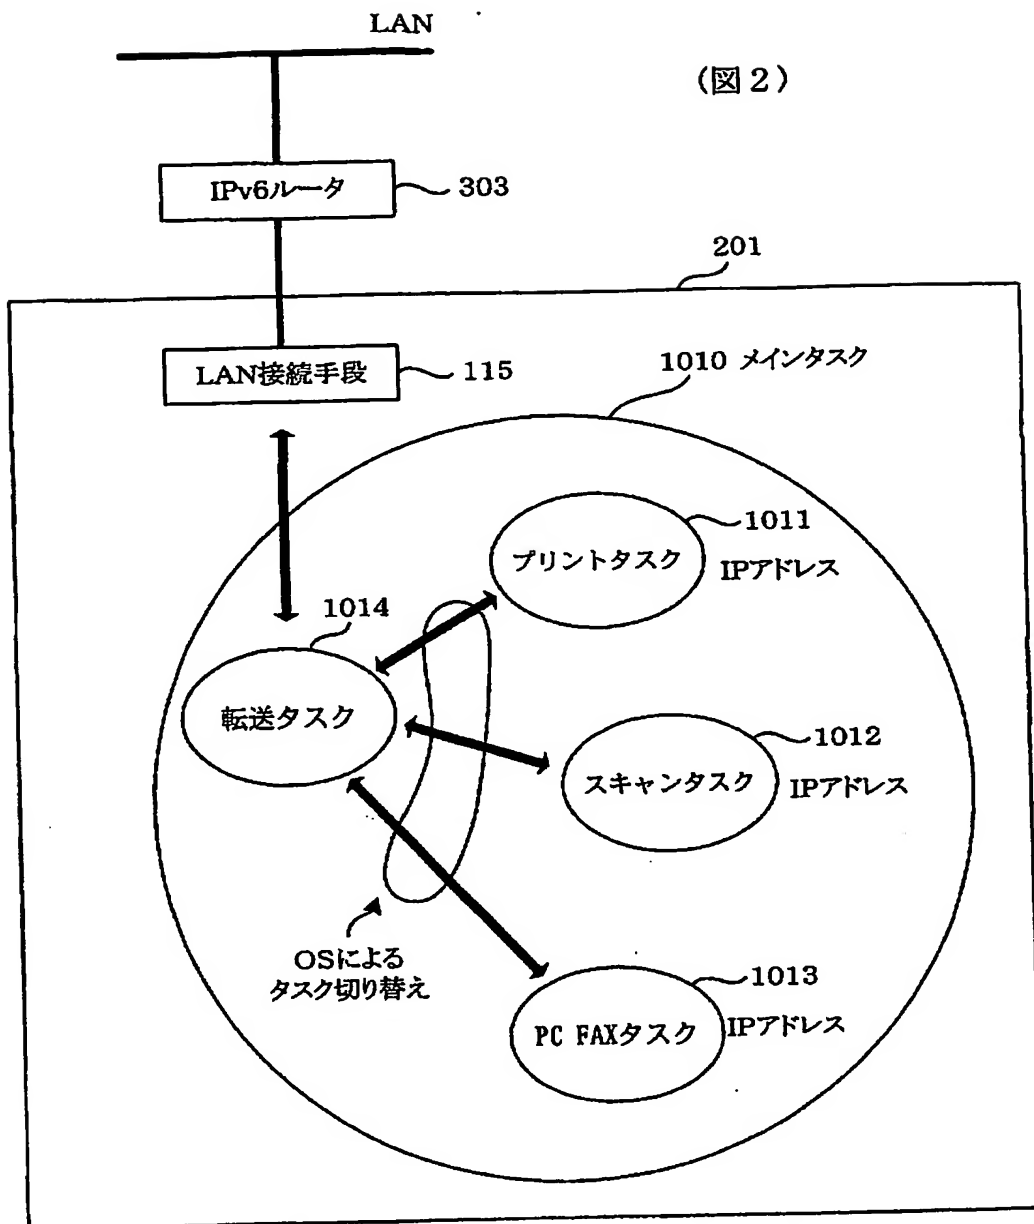 LAN
(図2)
IPv6ルータ
303
201
LAN接続手段
115
1010 メインタスク
1011
プリントタスク
IPアドレス
1014
転送タスク
1012
スキャンタスク
IPアドレス
OSによる
タスク切り替え
1013
PC FAXタスク
IPアドレス